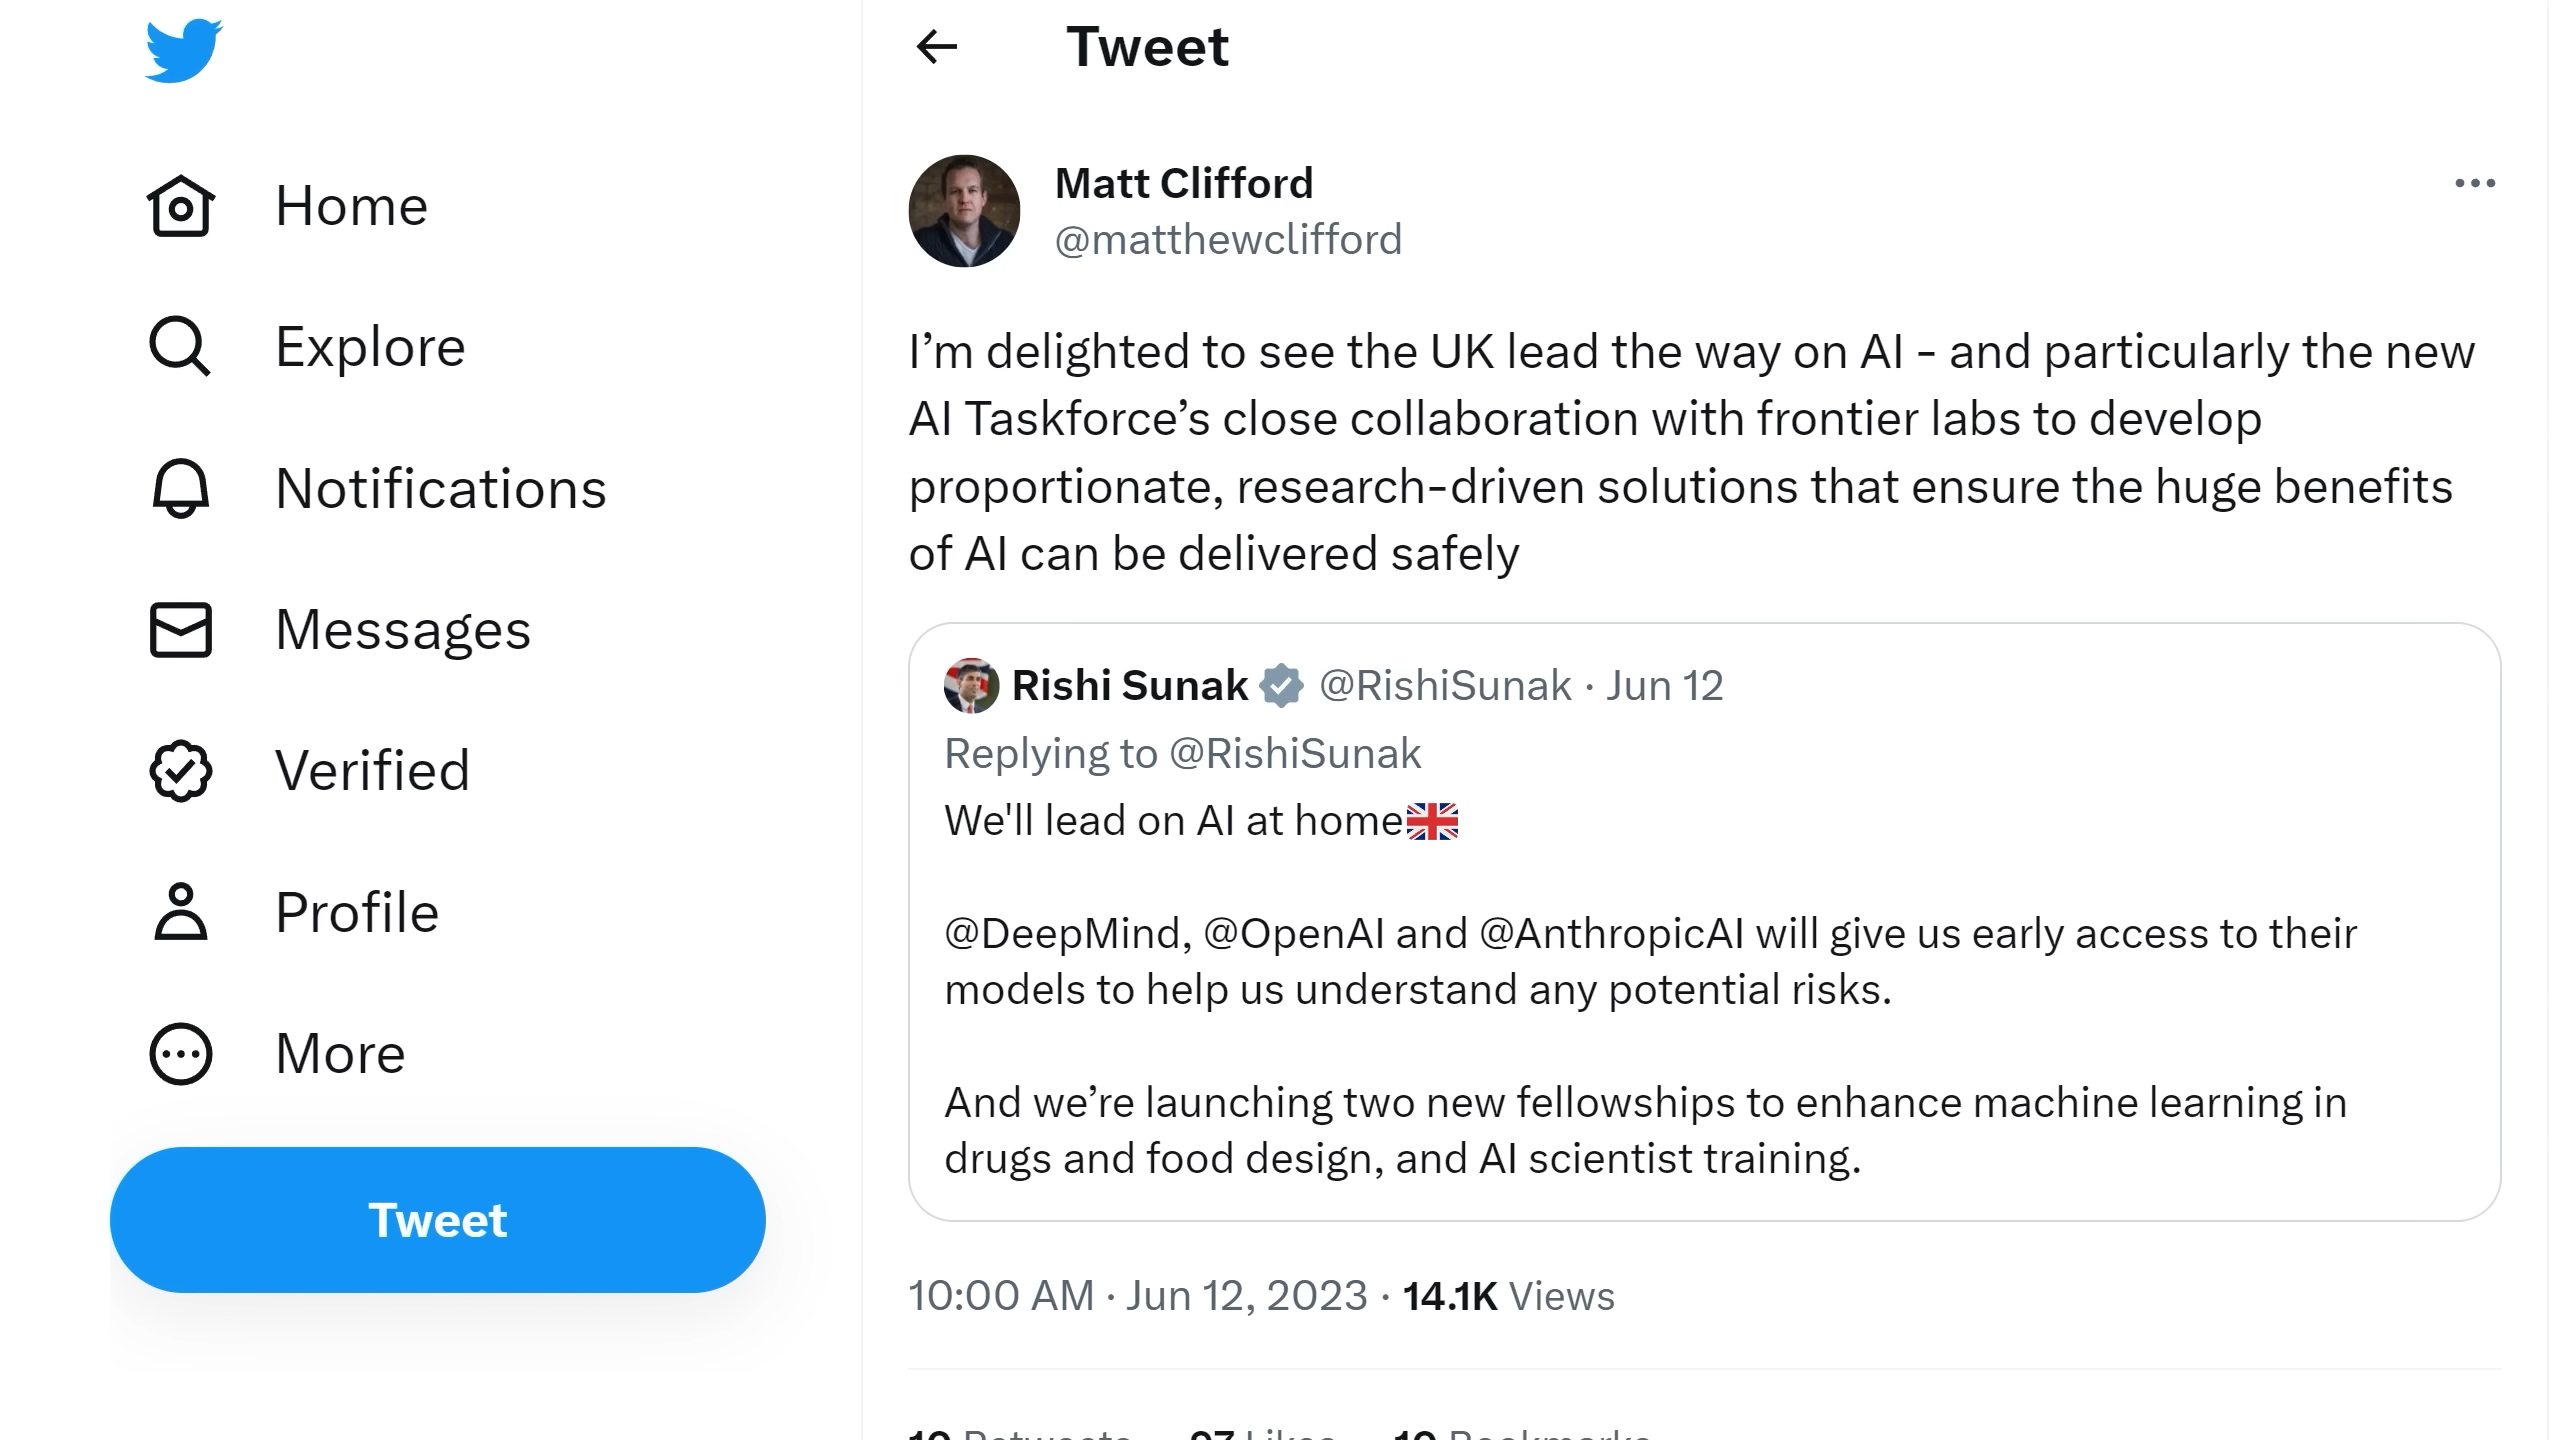 Tweet
Home
Explore
Notifications
Messages
Verified
Profile
More
Tweet
Matt Clifford
@matthewclifford
I’m delighted to see the UK lead the way on AI - and particularly the new
AI Taskforce’s close collaboration with frontier labs to develop
proportionate, research-driven solutions that ensure the huge benefits
of AI can be delivered safely
Rishi Sunak @RishiSunak · Jun 12
Replying to @RishiSunak
We'll lead on AI at home🇬🇧
@DeepMind, @OpenAI and @AnthropicAI will give us early access to their
models to help us understand any potential risks.
And we’re launching two new fellowships to enhance machine learning in
drugs and food design, and AI scientist training.
10:00 AM · Jun 12, 2023 · 14.1K Views
Retweets Likes Bookmarks